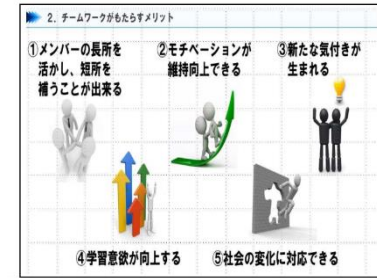 2. チームワークがもたらすメリット
①メンバーの長所を
活かし、短所を
補うことが出来る
②モチベーションが
維持向上できる
③新たな気付きが
生まれる
④学習意欲が向上する
⑤社会の変化に対応できる